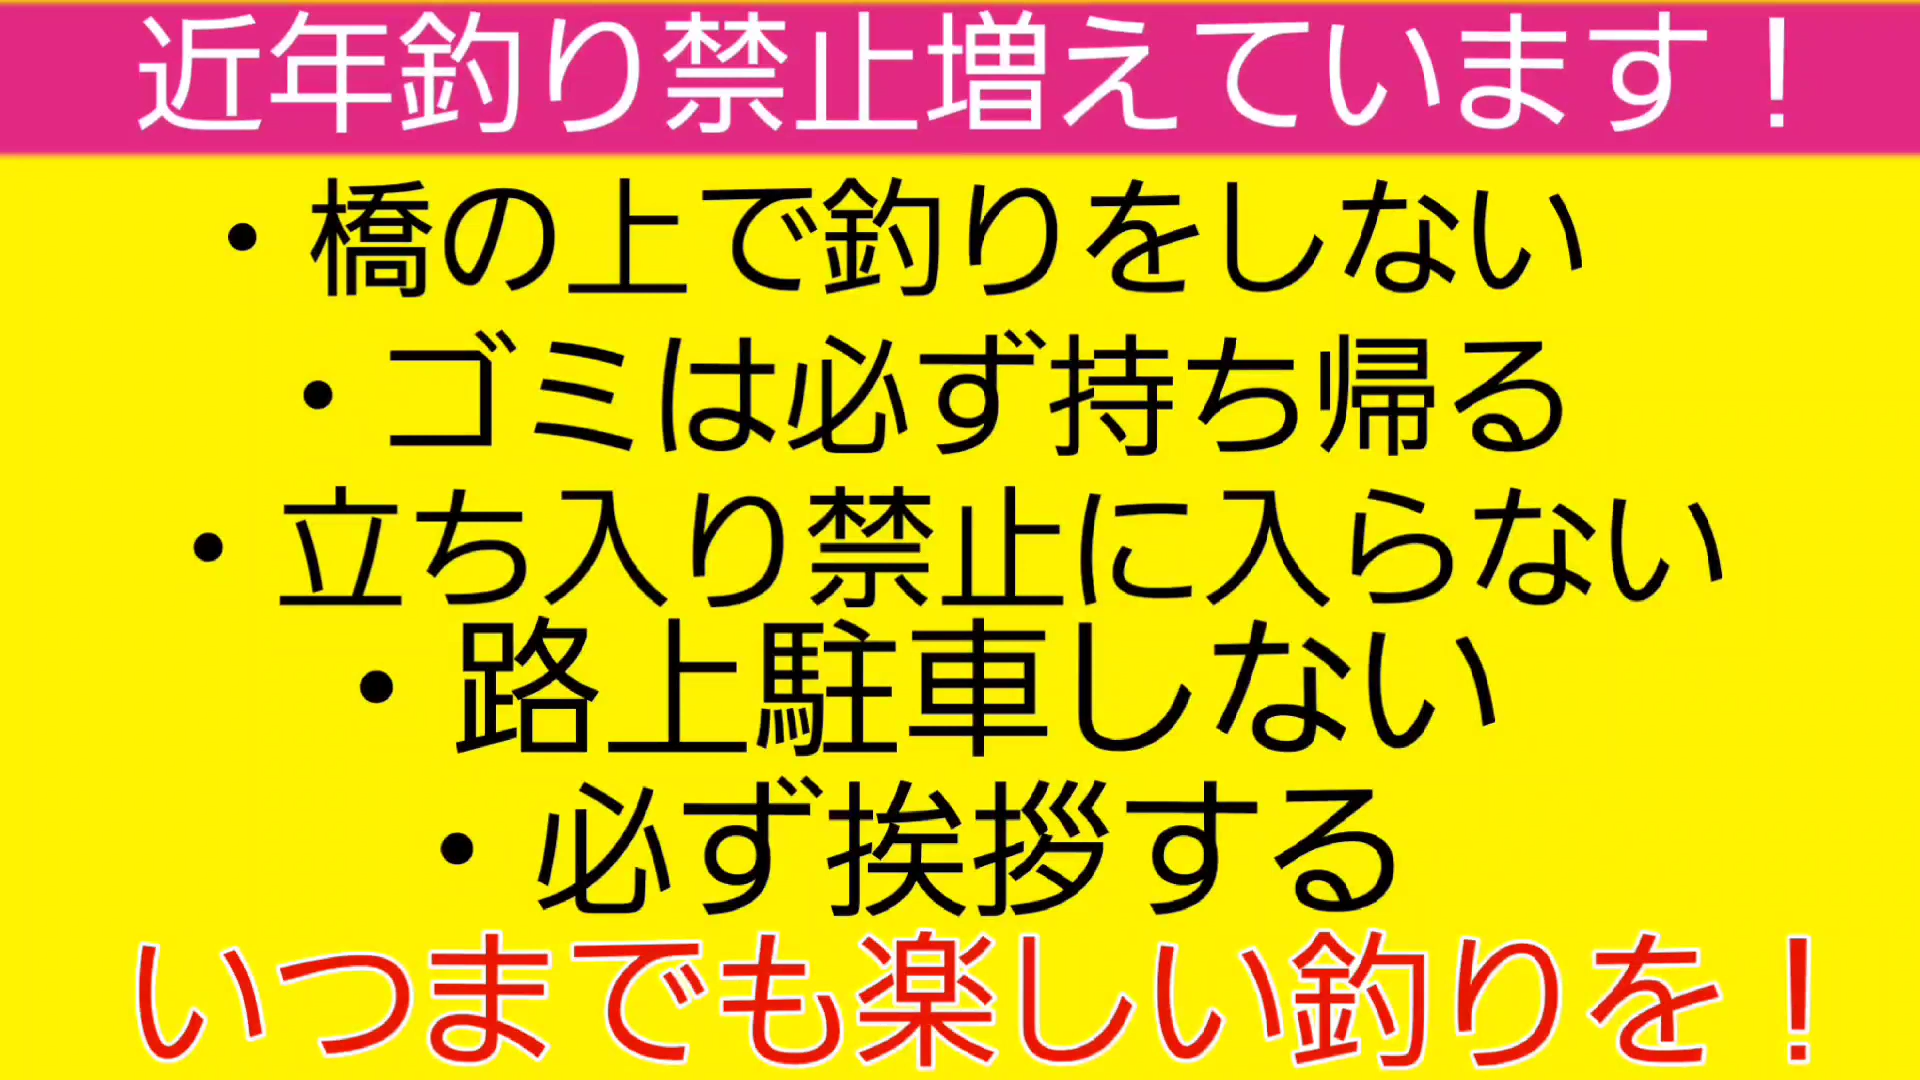 近年釣り禁止増えています！
・橋の上で釣りをしない
・ゴミは必ず持ち帰る
・立ち入り禁止に入らない
・路上駐車しない
・必ず挨拶する
いつまでも楽しい釣りを！